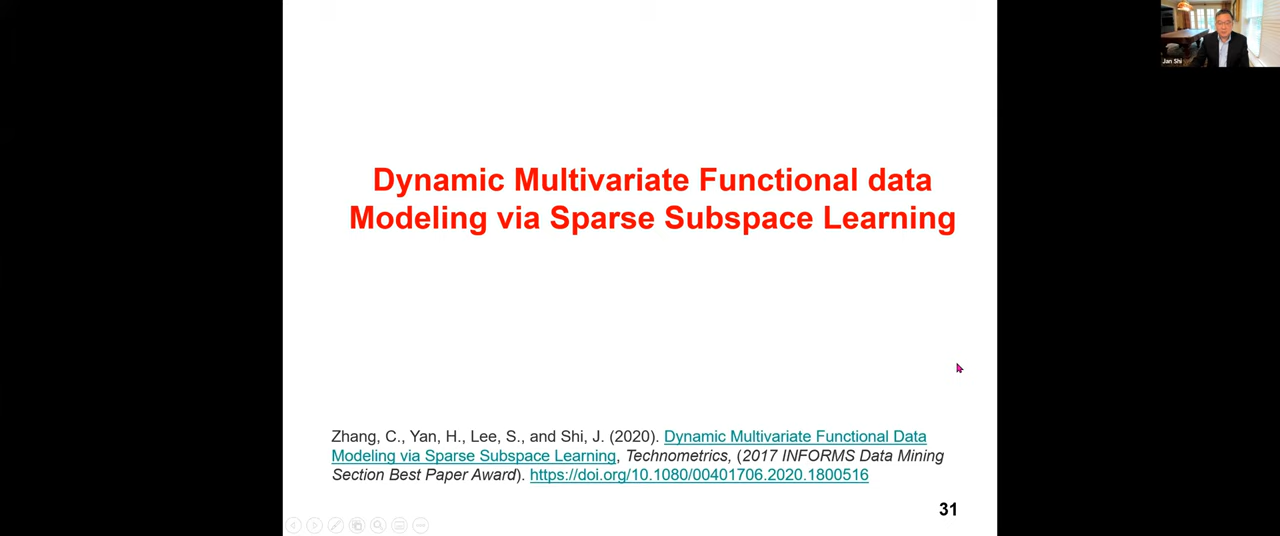 Jan Shi
Dynamic Multivariate Functional data
Modeling via Sparse Subspace Learning
Zhang, C., Yan, H., Lee, S., and Shi, J. (2020). Dynamic Multivariate Functional Data
Modeling via Sparse Subspace Learning, Technometrics, (2017 INFORMS Data Mining
Section Best Paper Award). https://doi.org/10.1080/00401706.2020.1800516
31